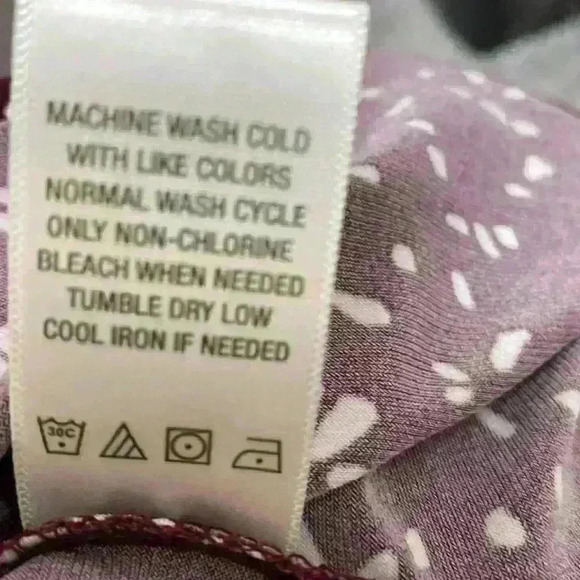 MACHINE WASH COLD
WITH LIKE COLORS
NORMAL WASH CYCLE
ONLY NON-CHLORINE
BLEACH WHEN NEEDED
TUMBLE DRY LOW
COOL IRON IF NEEDED
30C